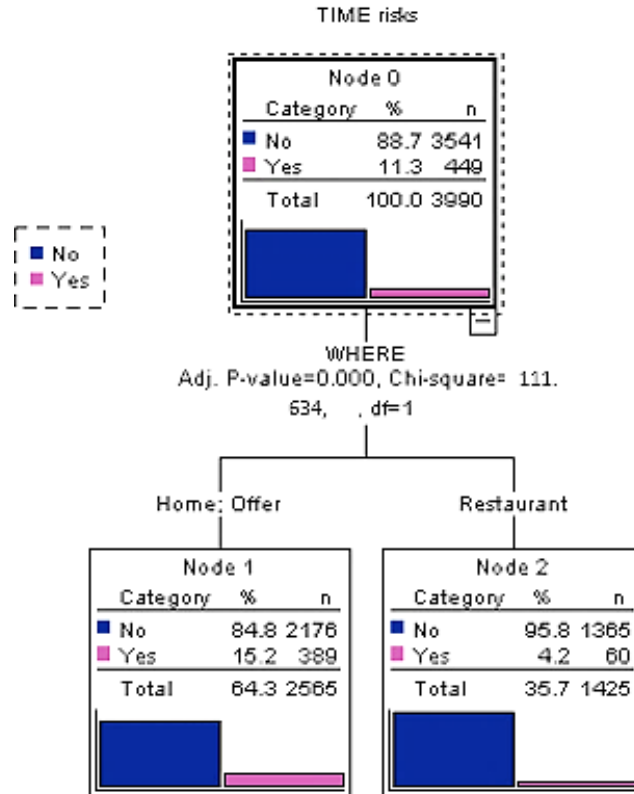 TIME risks
Node 0
Category % n
No 88.7 3541
Yes 11.3 449
Total 100.0 3990
No
Yes
WHERE
Adj. P-value=0.000, Chi-square= 111.
634, , df=1
Home; Offer
Restaurant
Node 1
Category % n
No 84.8 2176
Yes 15.2 389
Total 64.3 2565
Node 2
Category % n
No 95.8 1365
Yes 4.2 60
Total 35.7 1425